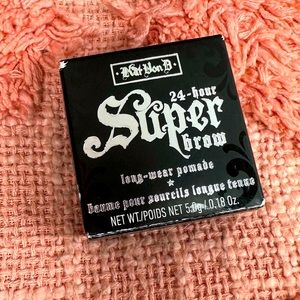 · Kat Von D ·
24-hour
Super
brow
long-wear pomade
★
baume pour sourcils longue tenue
NET WT/POIDS NET 5.0g / 0.18 Oz.